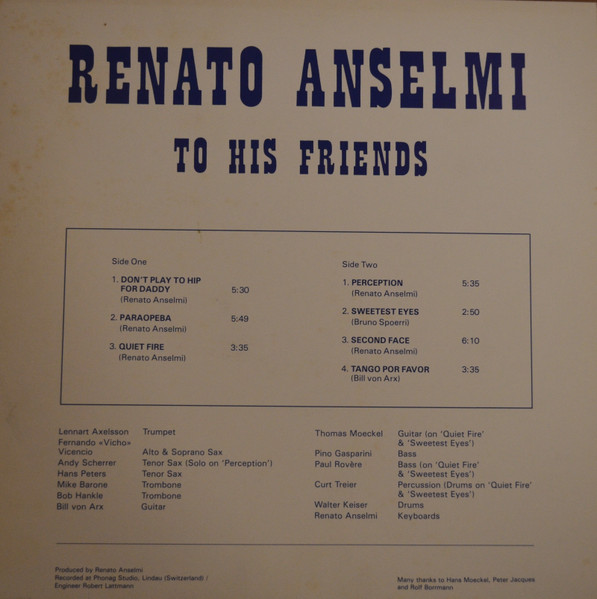 RENATO ANSELMI
TO HIS FRIENDS
Side One
1. DON'T PLAY TO HIP
FOR DADDY 5:30
(Renato Anselmi)
2. PARAOPEBA 5:49
(Renato Anselmi)
3. QUIET FIRE 3:35
(Renato Anselmi)
Side Two
1. PERCEPTION 5:35
(Renato Anselmi)
2. SWEETEST EYES 2:50
(Bruno Spoerri)
3. SECOND FACE 6:10
(Renato Anselmi)
4. TANGO POR FAVOR 3:35
(Bill von Arx)
Lennart Axelsson Trumpet
Fernando «Vicho»
Vicencio Alto & Soprano Sax
Andy Scherrer Tenor Sax (Solo on 'Perception')
Hans Peters Tenor Sax
Mike Barone Trombone
Bob Hankle Trombone
Bill von Arx Guitar
Thomas Moeckel Guitar (on 'Quiet Fire'
& 'Sweetest Eyes')
Pino Gasparini Bass
Paul Rovère Bass (on 'Quiet Fire'
& 'Sweetest Eyes')
Curt Treier Percussion (Drums on 'Quiet Fire'
& 'Sweetest Eyes')
Walter Keiser Drums
Renato Anselmi Keyboards
Produced by Renato Anselmi
Recorded at Phonag Studio, Lindau (Switzerland) /
Engineer Robert Lattmann
Many thanks to Hans Moeckel, Peter Jacques
and Rolf Borrmann